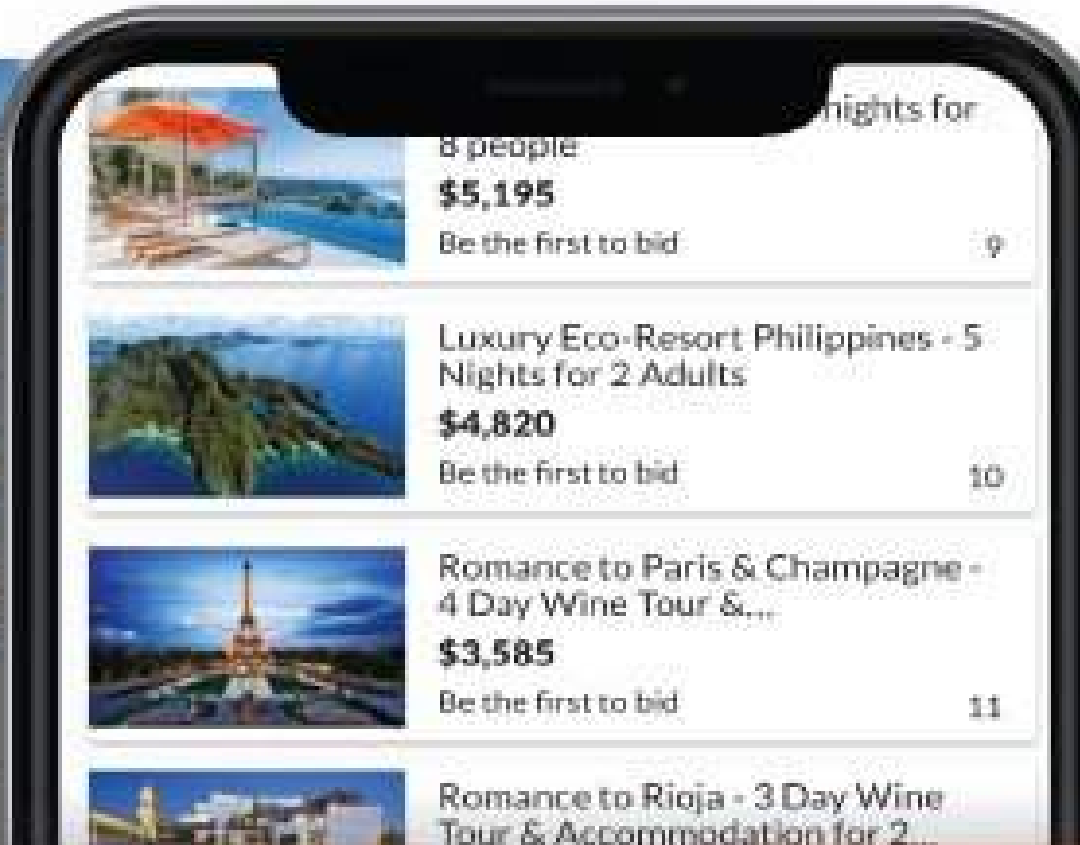 nights for
8 people
$5,195
Be the first to bid
9
Luxury Eco-Resort Philippines - 5
Nights for 2 Adults
$4,820
Be the first to bid
10
Romance to Paris & Champagne -
4 Day Wine Tour &...
$3,585
Be the first to bid
11
Romance to Rioja - 3 Day Wine
Tour & Accommodation for 2...